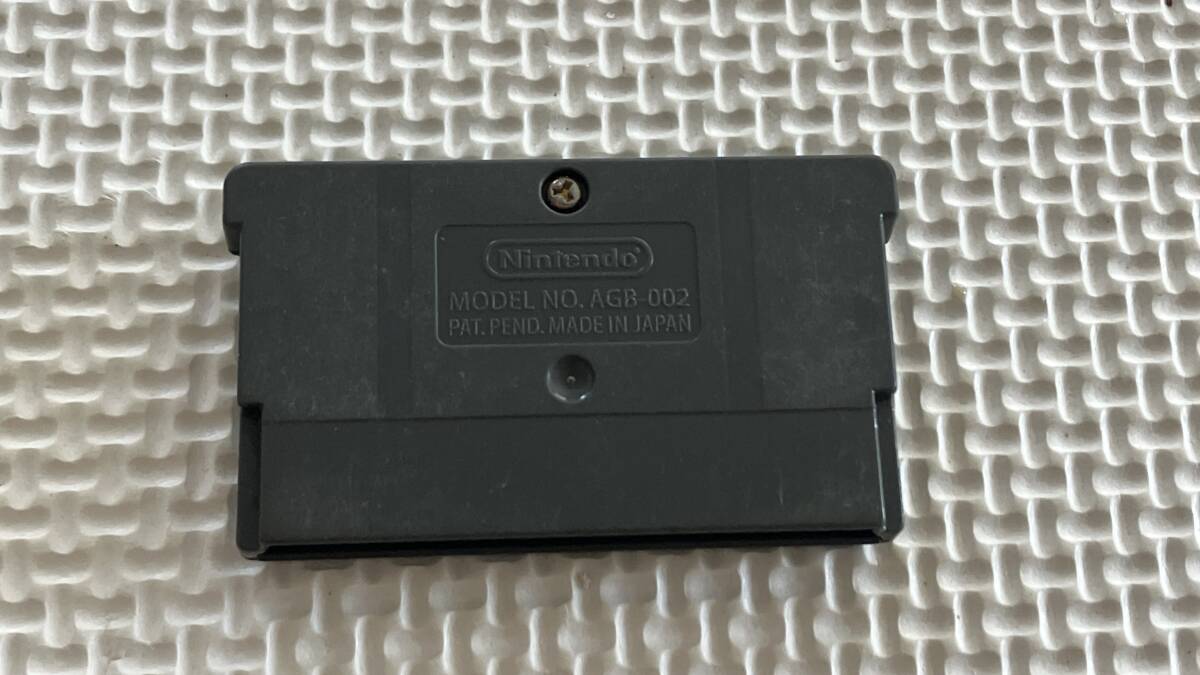 Nintendo
MODEL NO. AGB-002
PAT. PEND. MADE IN JAPAN